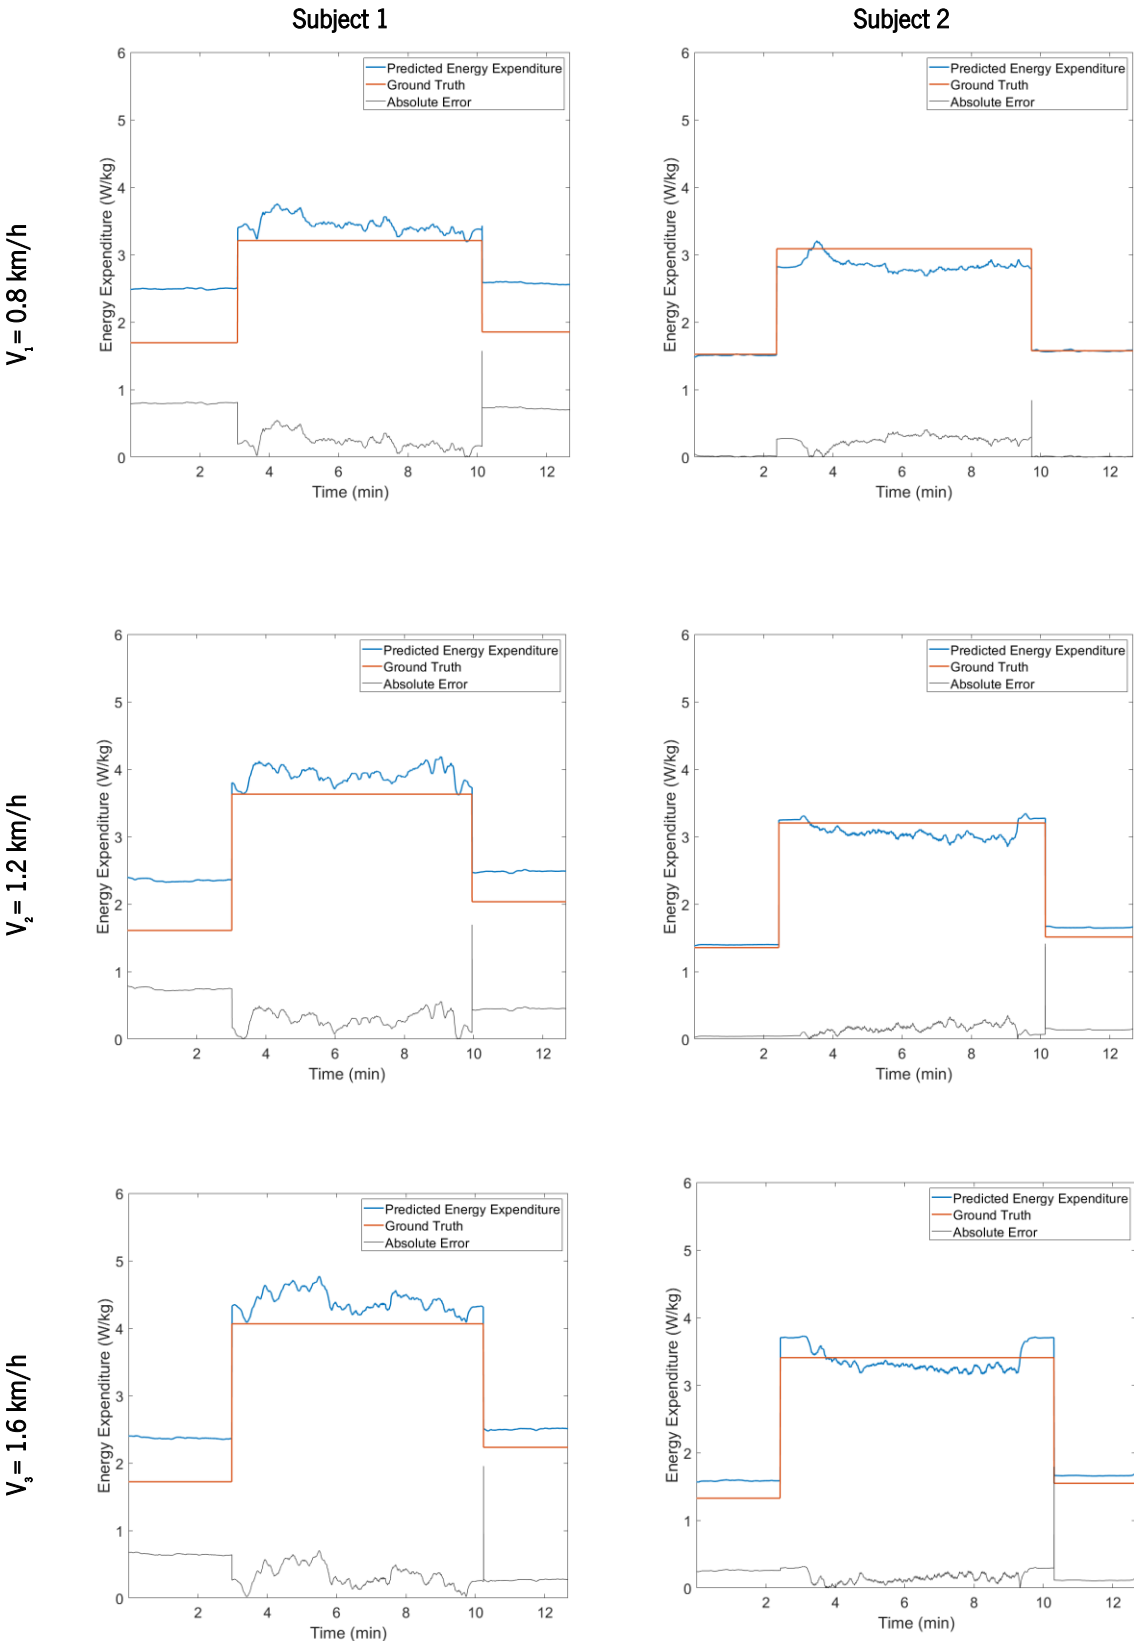 Subject 1
Subject 2
V1 = 0.8 km/h
6
5
4
3
2
1
0
Energy Expenditure (W/kg)
Predicted Energy Expenditure
Ground Truth
Absolute Error
2 4 6 8 10 12
Time (min)
6
5
4
3
2
1
0
Energy Expenditure (W/kg)
Predicted Energy Expenditure
Ground Truth
Absolute Error
2 4 6 8 10 12
Time (min)
V2 = 1.2 km/h
6
5
4
3
2
1
0
Energy Expenditure (W/kg)
Predicted Energy Expenditure
Ground Truth
Absolute Error
2 4 6 8 10 12
Time (min)
6
5
4
3
2
1
0
Energy Expenditure (W/kg)
Predicted Energy Expenditure
Ground Truth
Absolute Error
2 4 6 8 10 12
Time (min)
V3 = 1.6 km/h
6
5
4
3
2
1
0
Energy Expenditure (W/kg)
Predicted Energy Expenditure
Ground Truth
Absolute Error
2 4 6 8 10 12
Time (min)
6
5
4
3
2
1
0
Energy Expenditure (W/kg)
Predicted Energy Expenditure
Ground Truth
Absolute Error
2 4 6 8 10 12
Time (min)